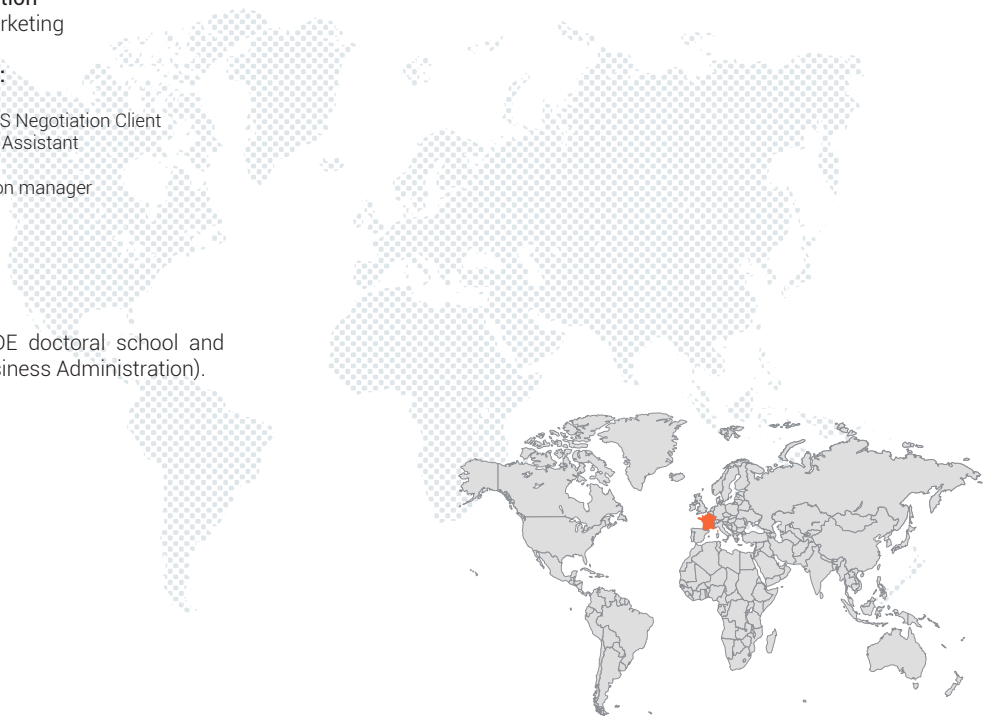 tion
rketing
:
S Negotiation Client
Assistant
on manager
DE doctoral school and
siness Administration).